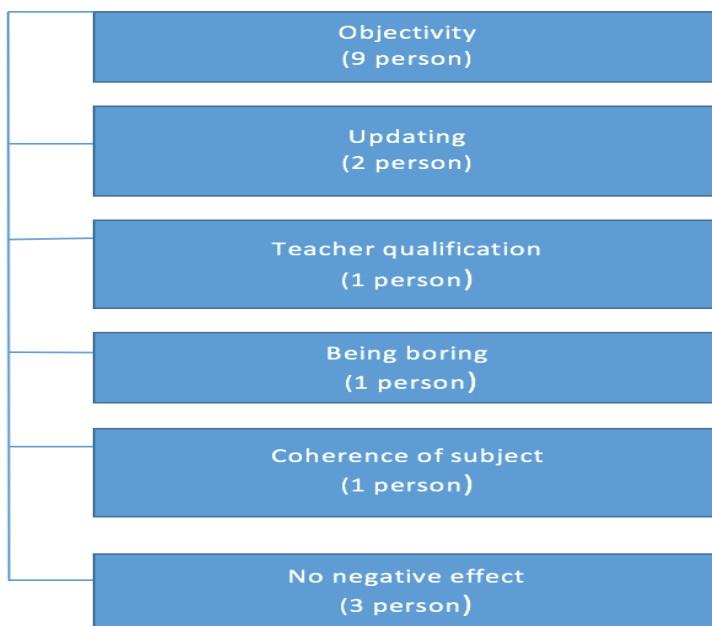 Objectivity
(9 person)
Updating
(2 person)
Teacher qualification
(1 person)
Being boring
(1 person)
Coherence of subject
(1 person)
No negative effect
(3 person)